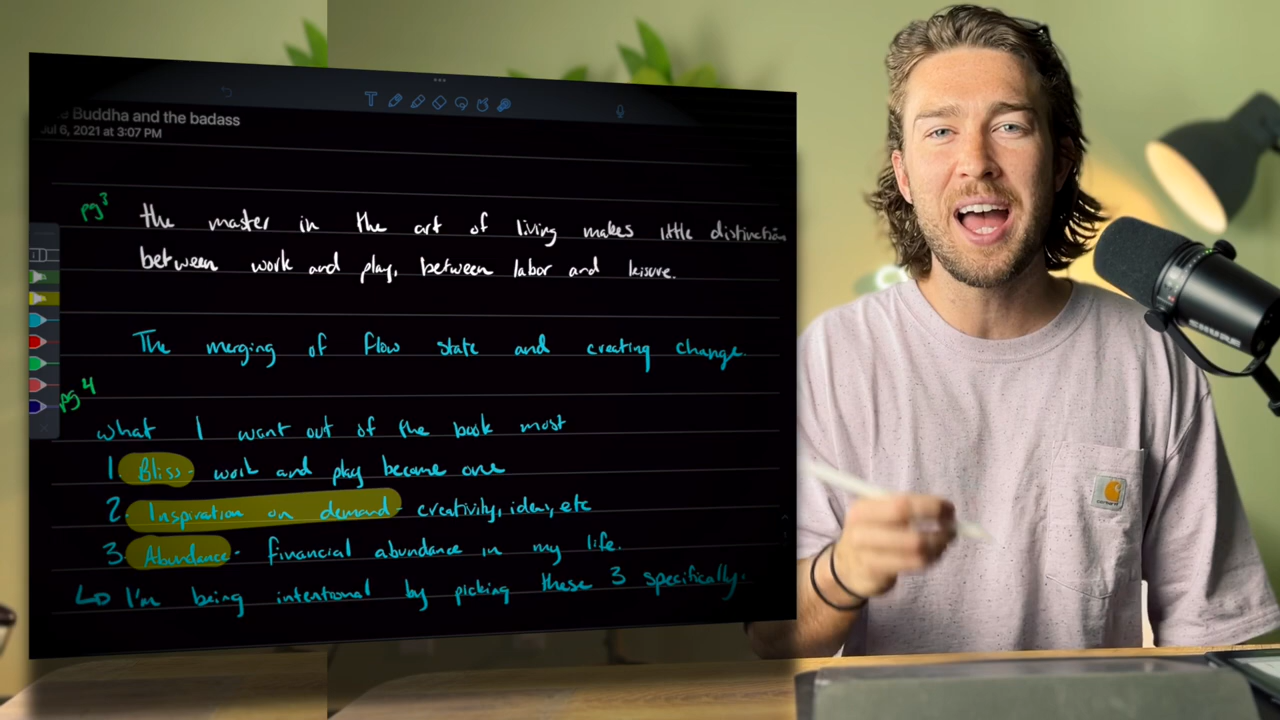 e Buddha and the badass
Jul 6, 2021 at 3:07 PM
pg 3
the master in the art of living makes little distinction
between work and play, between labor and leisure.
The merging of flow state and creating change.
pg 4
what I want out of the book most
1. Bliss- work and play become one
2. Inspiration on demand- creativity, ideas, etc
3. Abundance- financial abundance in my life.
↳ I'm being intentional by picking these 3 specifically.
SHURE
carhartt